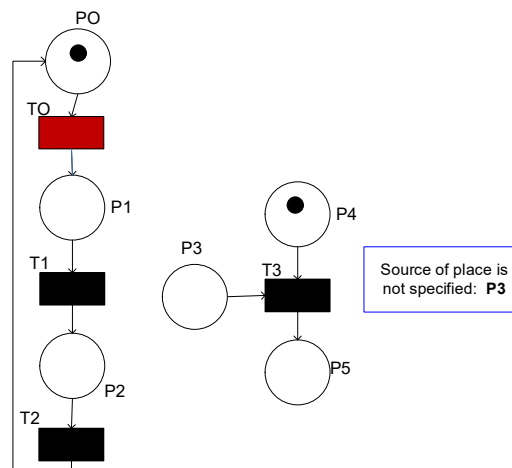 PO
TO
P1
T1
P2
T2
P4
P3
T3
P5
Source of place is
not specified: P3